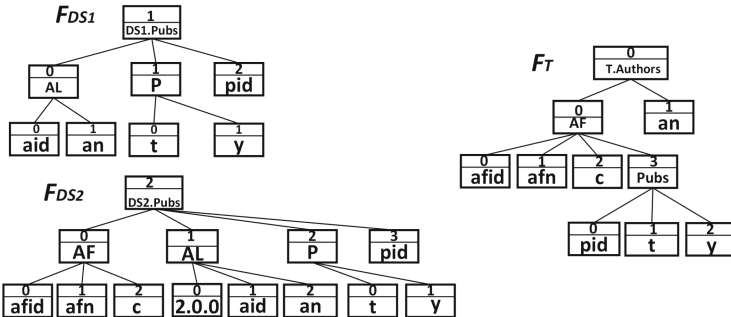 F_DS1
1
DS1.Pubs
0
AL
1
P
2
pid
0
aid
1
an
0
t
1
y
F_DS2
2
DS2.Pubs
0
AF
1
AL
2
P
3
pid
0
afid
1
afn
2
c
0
2.0.0
1
aid
2
an
0
t
1
y
F_T
0
T.Authors
0
AF
1
an
0
afid
1
afn
2
c
3
Pubs
0
pid
1
t
2
y